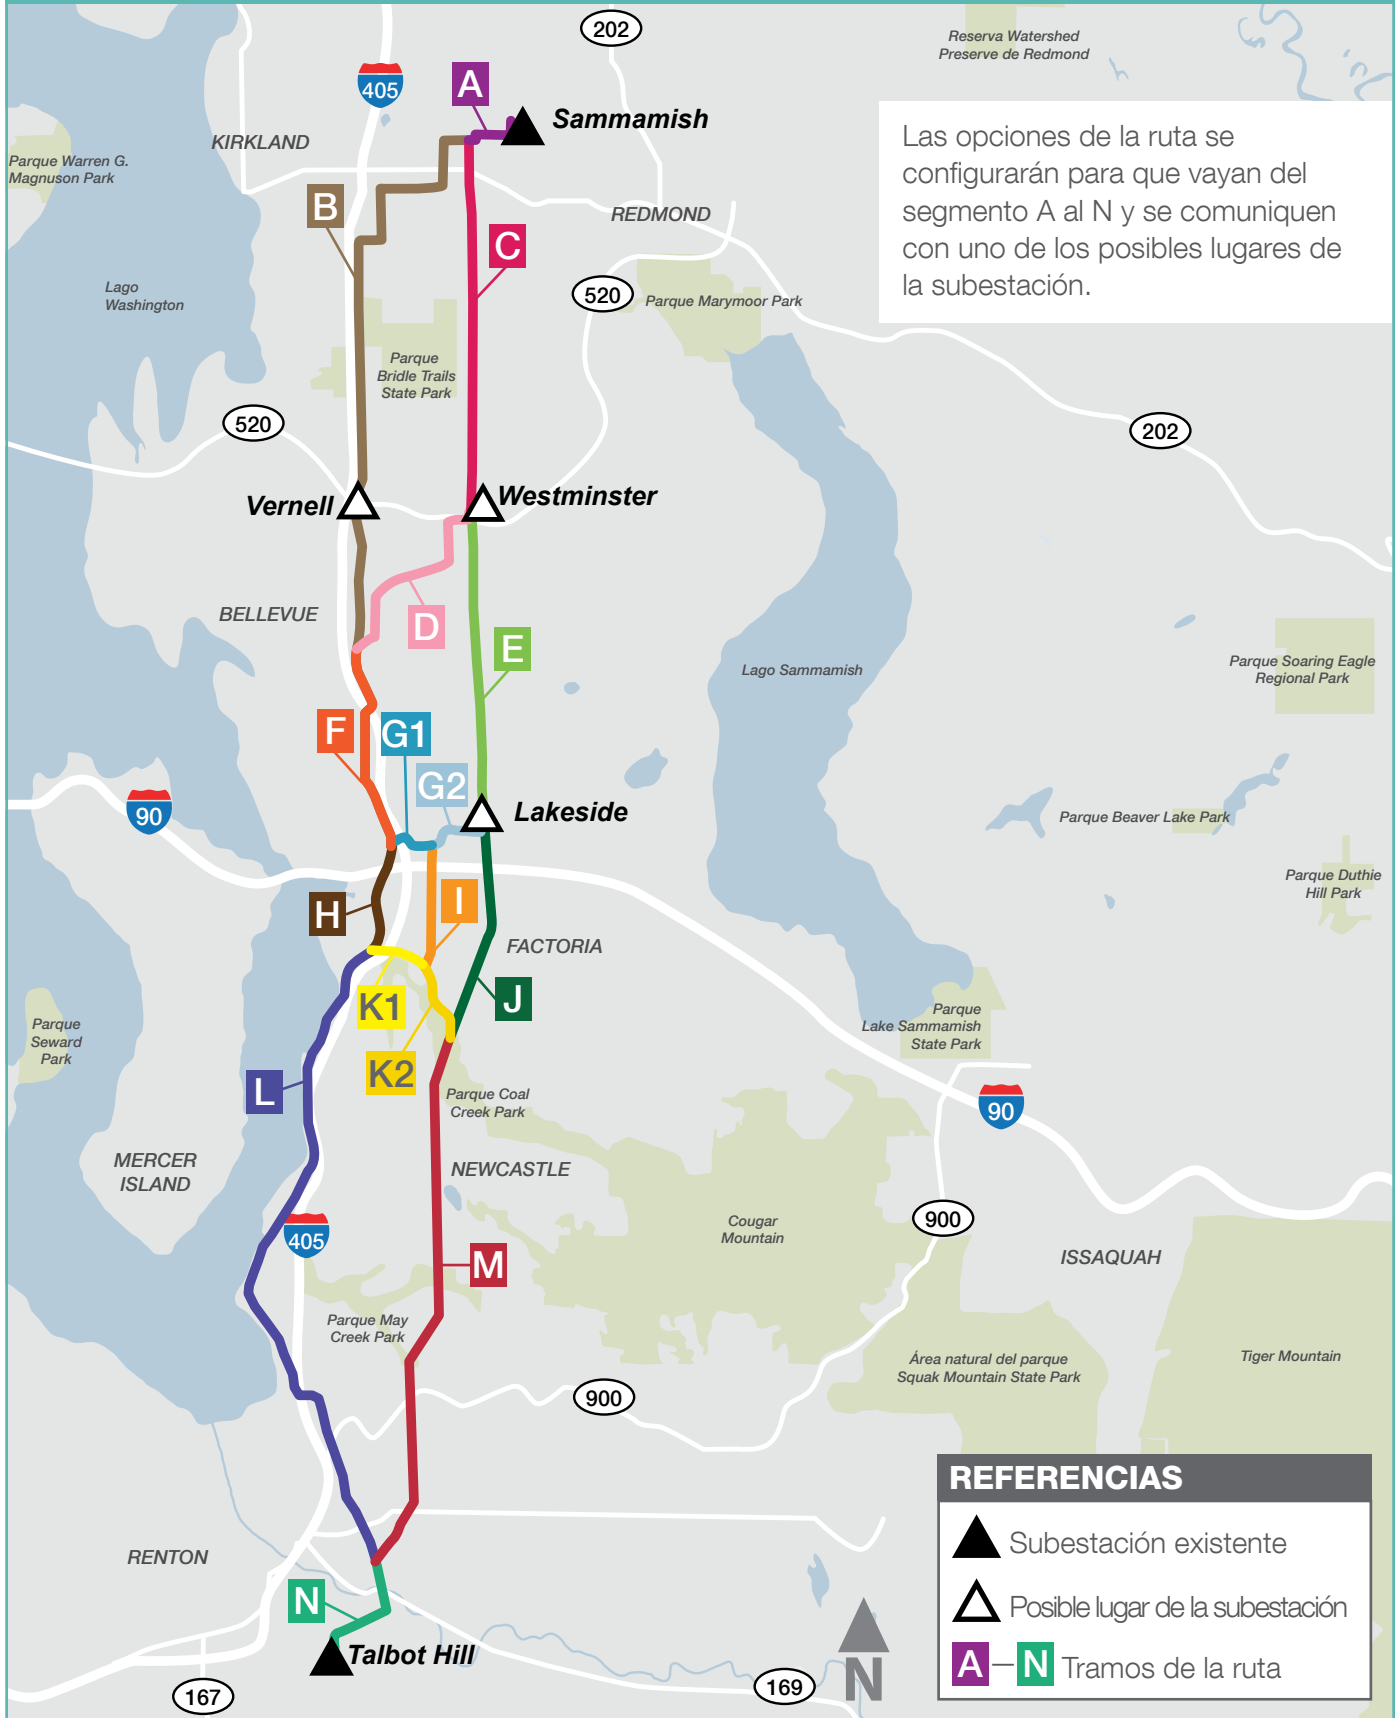 202
Reserva Watershed
Preserve de Redmond
405
A
Sammamish
KIRKLAND
Parque Warren G.
Magnuson Park
Las opciones de la ruta se
configurarán para que vayan del
segmento A al N y se comuniquen
con uno de los posibles lugares de
la subestación.
B
REDMOND
C
Lago
Washington
520
Parque Marymoor Park
Parque
Bridle Trails
State Park
520
202
Vernell
Westminster
BELLEVUE
D
E
Lago Sammamish
Parque Soaring Eagle
Regional Park
F
G1
G2
90
Lakeside
Parque Beaver Lake Park
Parque Duthie
Hill Park
H
I
FACTORIA
K1
J
Parque
Seward
Park
Parque
Lake Sammamish
State Park
K2
L
Parque Coal
Creek Park
90
MERCER
ISLAND
NEWCASTLE
405
Cougar
Mountain
900
ISSAQUAH
M
Parque May
Creek Park
Área natural del parque
Squak Mountain State Park
Tiger Mountain
900
REFERENCIAS
Subestación existente
Posible lugar de la subestación
A N Tramos de la ruta
RENTON
N
Talbot Hill
167
169
N